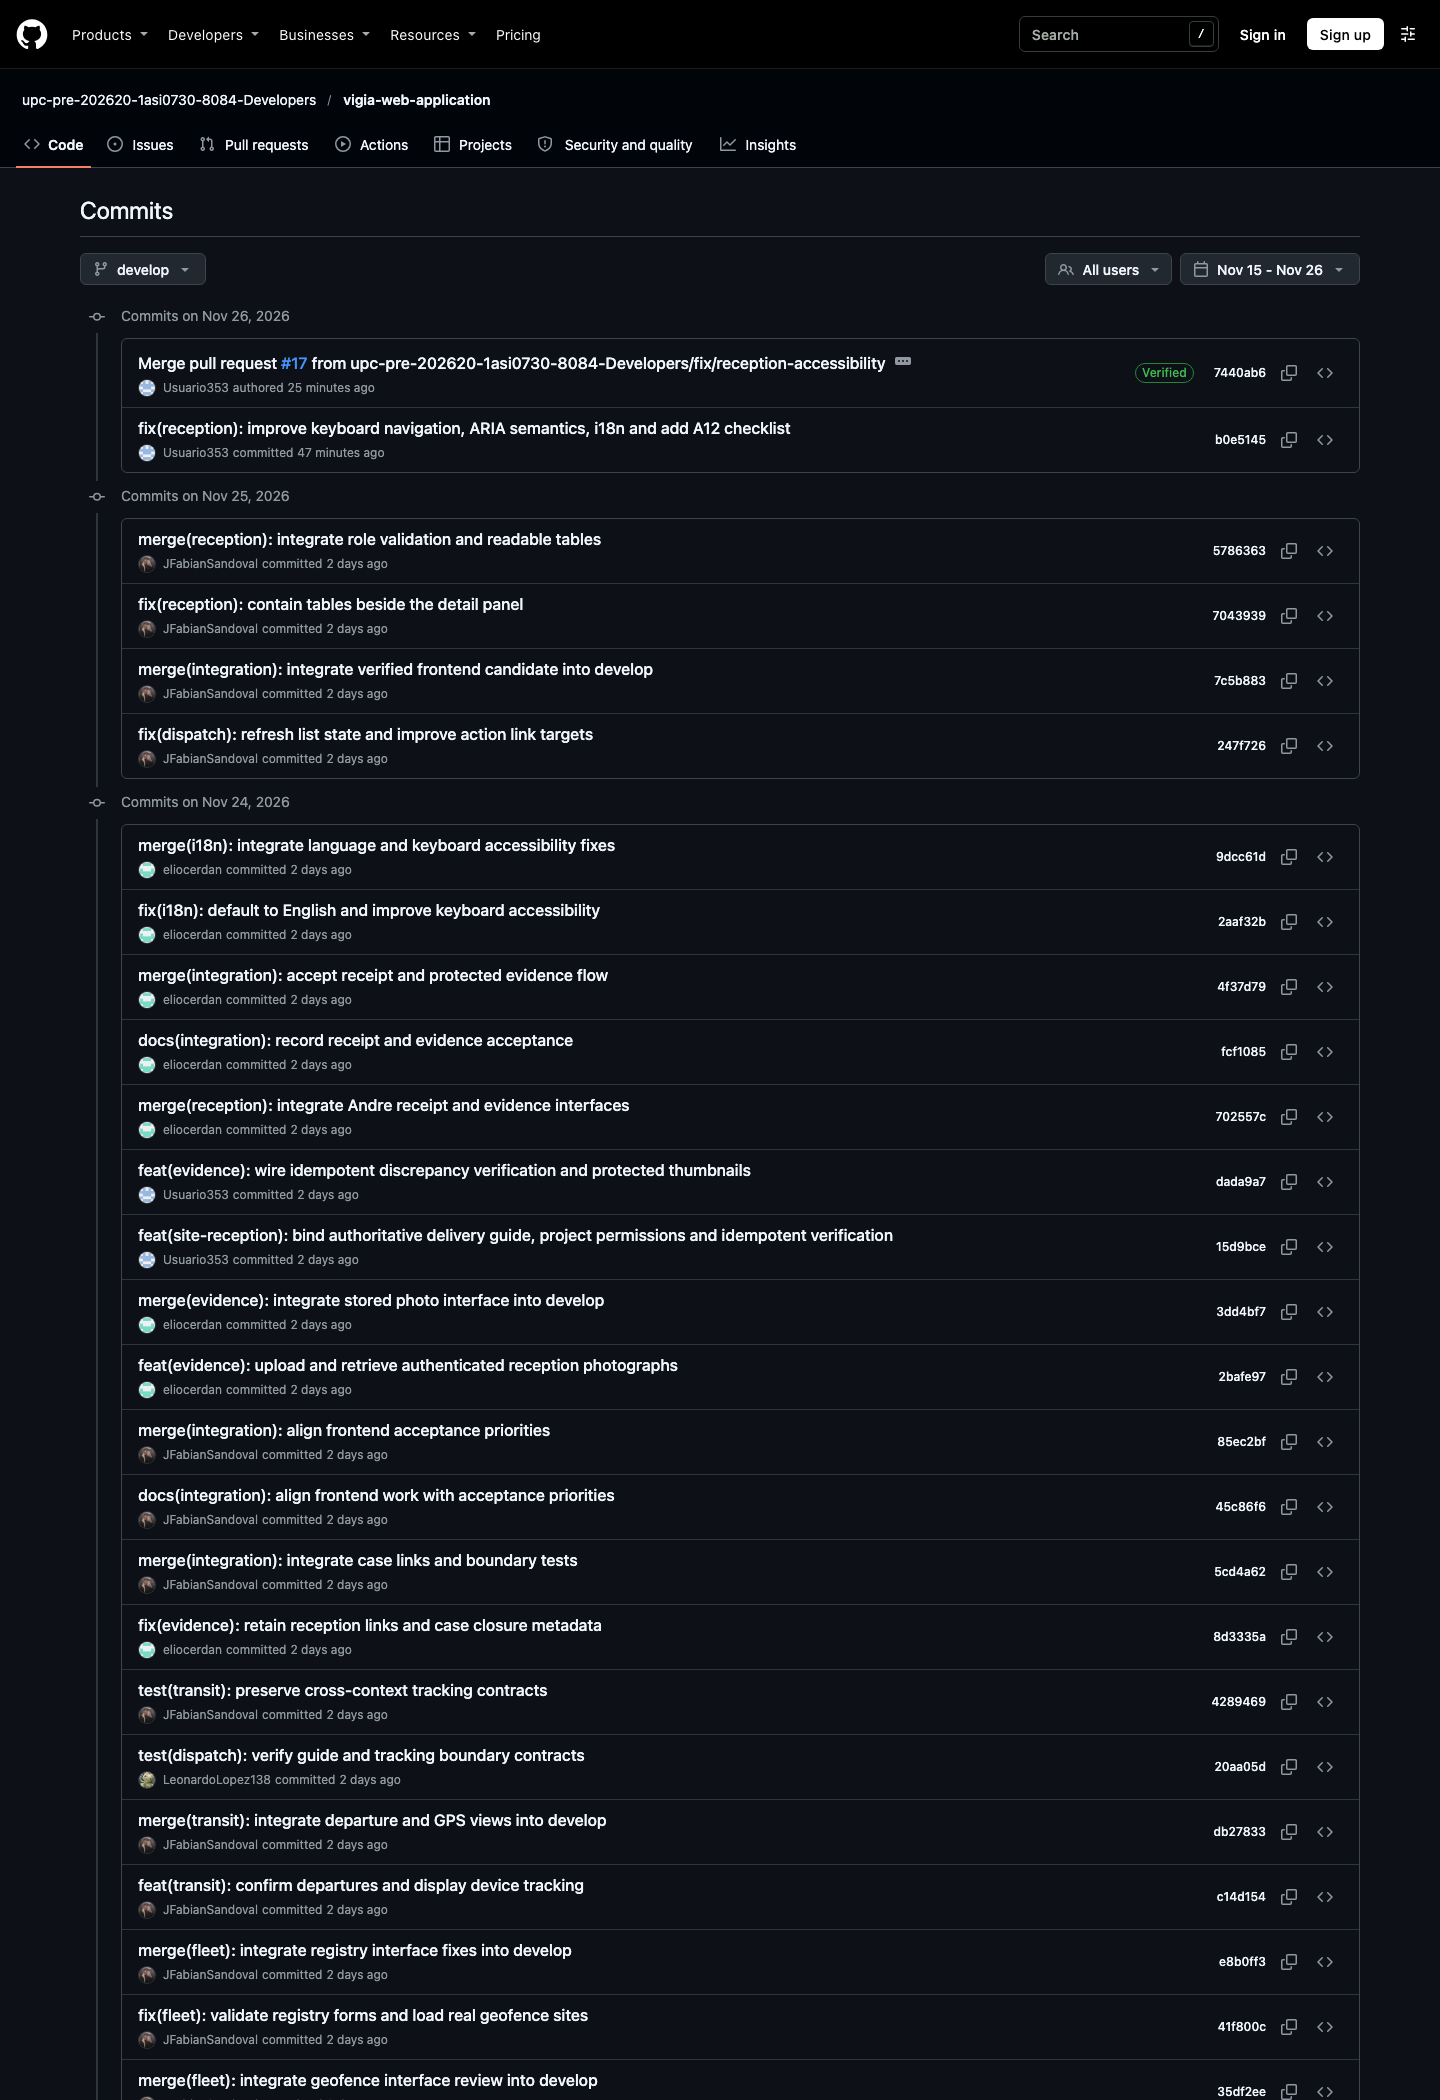 Products Developers Businesses Resources Pricing Search / Sign in Sign up
upc-pre-202620-1asi0730-8084-Developers / vigia-web-application
Code Issues Pull requests Actions Projects Security and quality Insights
Commits
develop All users Nov 15 - Nov 26
Commits on Nov 26, 2026
Merge pull request #17 from upc-pre-202620-1asi0730-8084-Developers/fix/reception-accessibility
Usuario353 authored 25 minutes ago
Verified 7440ab6
fix(reception): improve keyboard navigation, ARIA semantics, i18n and add A12 checklist
Usuario353 committed 47 minutes ago
b0e5145
Commits on Nov 25, 2026
merge(reception): integrate role validation and readable tables
JFabianSandoval committed 2 days ago
5786363
fix(reception): contain tables beside the detail panel
JFabianSandoval committed 2 days ago
7043939
merge(integration): integrate verified frontend candidate into develop
JFabianSandoval committed 2 days ago
7c5b883
fix(dispatch): refresh list state and improve action link targets
JFabianSandoval committed 2 days ago
247f726
Commits on Nov 24, 2026
merge(i18n): integrate language and keyboard accessibility fixes
eliocerdan committed 2 days ago
9dcc61d
fix(i18n): default to English and improve keyboard accessibility
eliocerdan committed 2 days ago
2aaf32b
merge(integration): accept receipt and protected evidence flow
eliocerdan committed 2 days ago
4f37d79
docs(integration): record receipt and evidence acceptance
eliocerdan committed 2 days ago
fcf1085
merge(reception): integrate Andre receipt and evidence interfaces
eliocerdan committed 2 days ago
702557c
feat(evidence): wire idempotent discrepancy verification and protected thumbnails
Usuario353 committed 2 days ago
dada9a7
feat(site-reception): bind authoritative delivery guide, project permissions and idempotent verification
Usuario353 committed 2 days ago
15d9bce
merge(evidence): integrate stored photo interface into develop
eliocerdan committed 2 days ago
3dd4bf7
feat(evidence): upload and retrieve authenticated reception photographs
eliocerdan committed 2 days ago
2bafe97
merge(integration): align frontend acceptance priorities
JFabianSandoval committed 2 days ago
85ec2bf
docs(integration): align frontend work with acceptance priorities
JFabianSandoval committed 2 days ago
45c86f6
merge(integration): integrate case links and boundary tests
JFabianSandoval committed 2 days ago
5cd4a62
fix(evidence): retain reception links and case closure metadata
eliocerdan committed 2 days ago
8d3335a
test(transit): preserve cross-context tracking contracts
JFabianSandoval committed 2 days ago
4289469
test(dispatch): verify guide and tracking boundary contracts
LeonardoLopez138 committed 2 days ago
20aa05d
merge(transit): integrate departure and GPS views into develop
JFabianSandoval committed 2 days ago
db27833
feat(transit): confirm departures and display device tracking
JFabianSandoval committed 2 days ago
c14d154
merge(fleet): integrate registry interface fixes into develop
JFabianSandoval committed 2 days ago
e8b0ff3
fix(fleet): validate registry forms and load real geofence sites
JFabianSandoval committed 2 days ago
41f800c
merge(fleet): integrate geofence interface review into develop
35df2ee